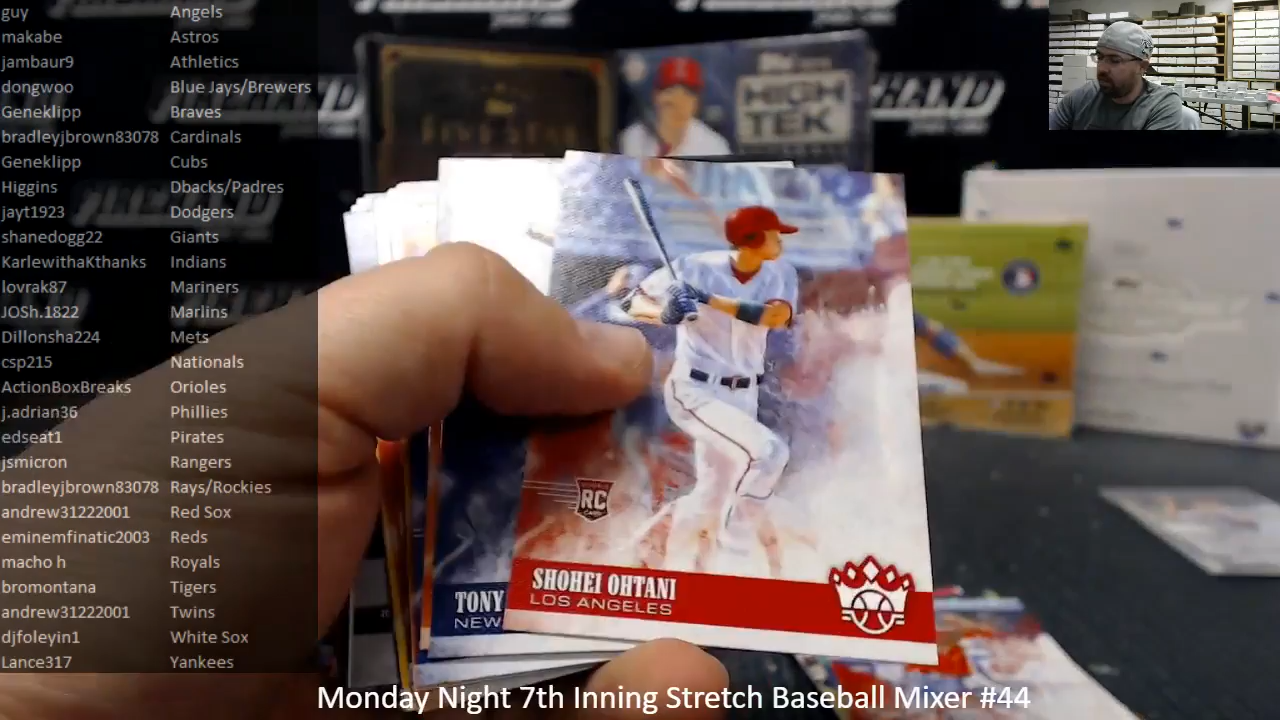 guy Angels
makabe Astros
jambaur9 Athletics
dongwoo Blue Jays/Brewers
Geneklipp Braves
bradleyjbrown83078 Cardinals
Geneklipp Cubs
Higgins Dbacks/Padres
jayt1923 Dodgers
shanedogg22 Giants
KarlewithaKthanks Indians
lovrak87 Mariners
JOSh.1822 Marlins
Dillonsha224 Mets
csp215 Nationals
ActionBoxBreaks Orioles
j.adrian36 Phillies
edseat1 Pirates
jsmicron Rangers
bradleyjbrown83078 Rays/Rockies
andrew31222001 Red Sox
eminemfinatic2003 Reds
macho h Royals
bromontana Tigers
andrew31222001 Twins
djfoleyin1 White Sox
Lance317 Yankees
HIGH
TEK
FIVE STAR
RC
SHOHEI OHTANI
LOS ANGELES
TONY
NEW
Monday Night 7th Inning Stretch Baseball Mixer #44